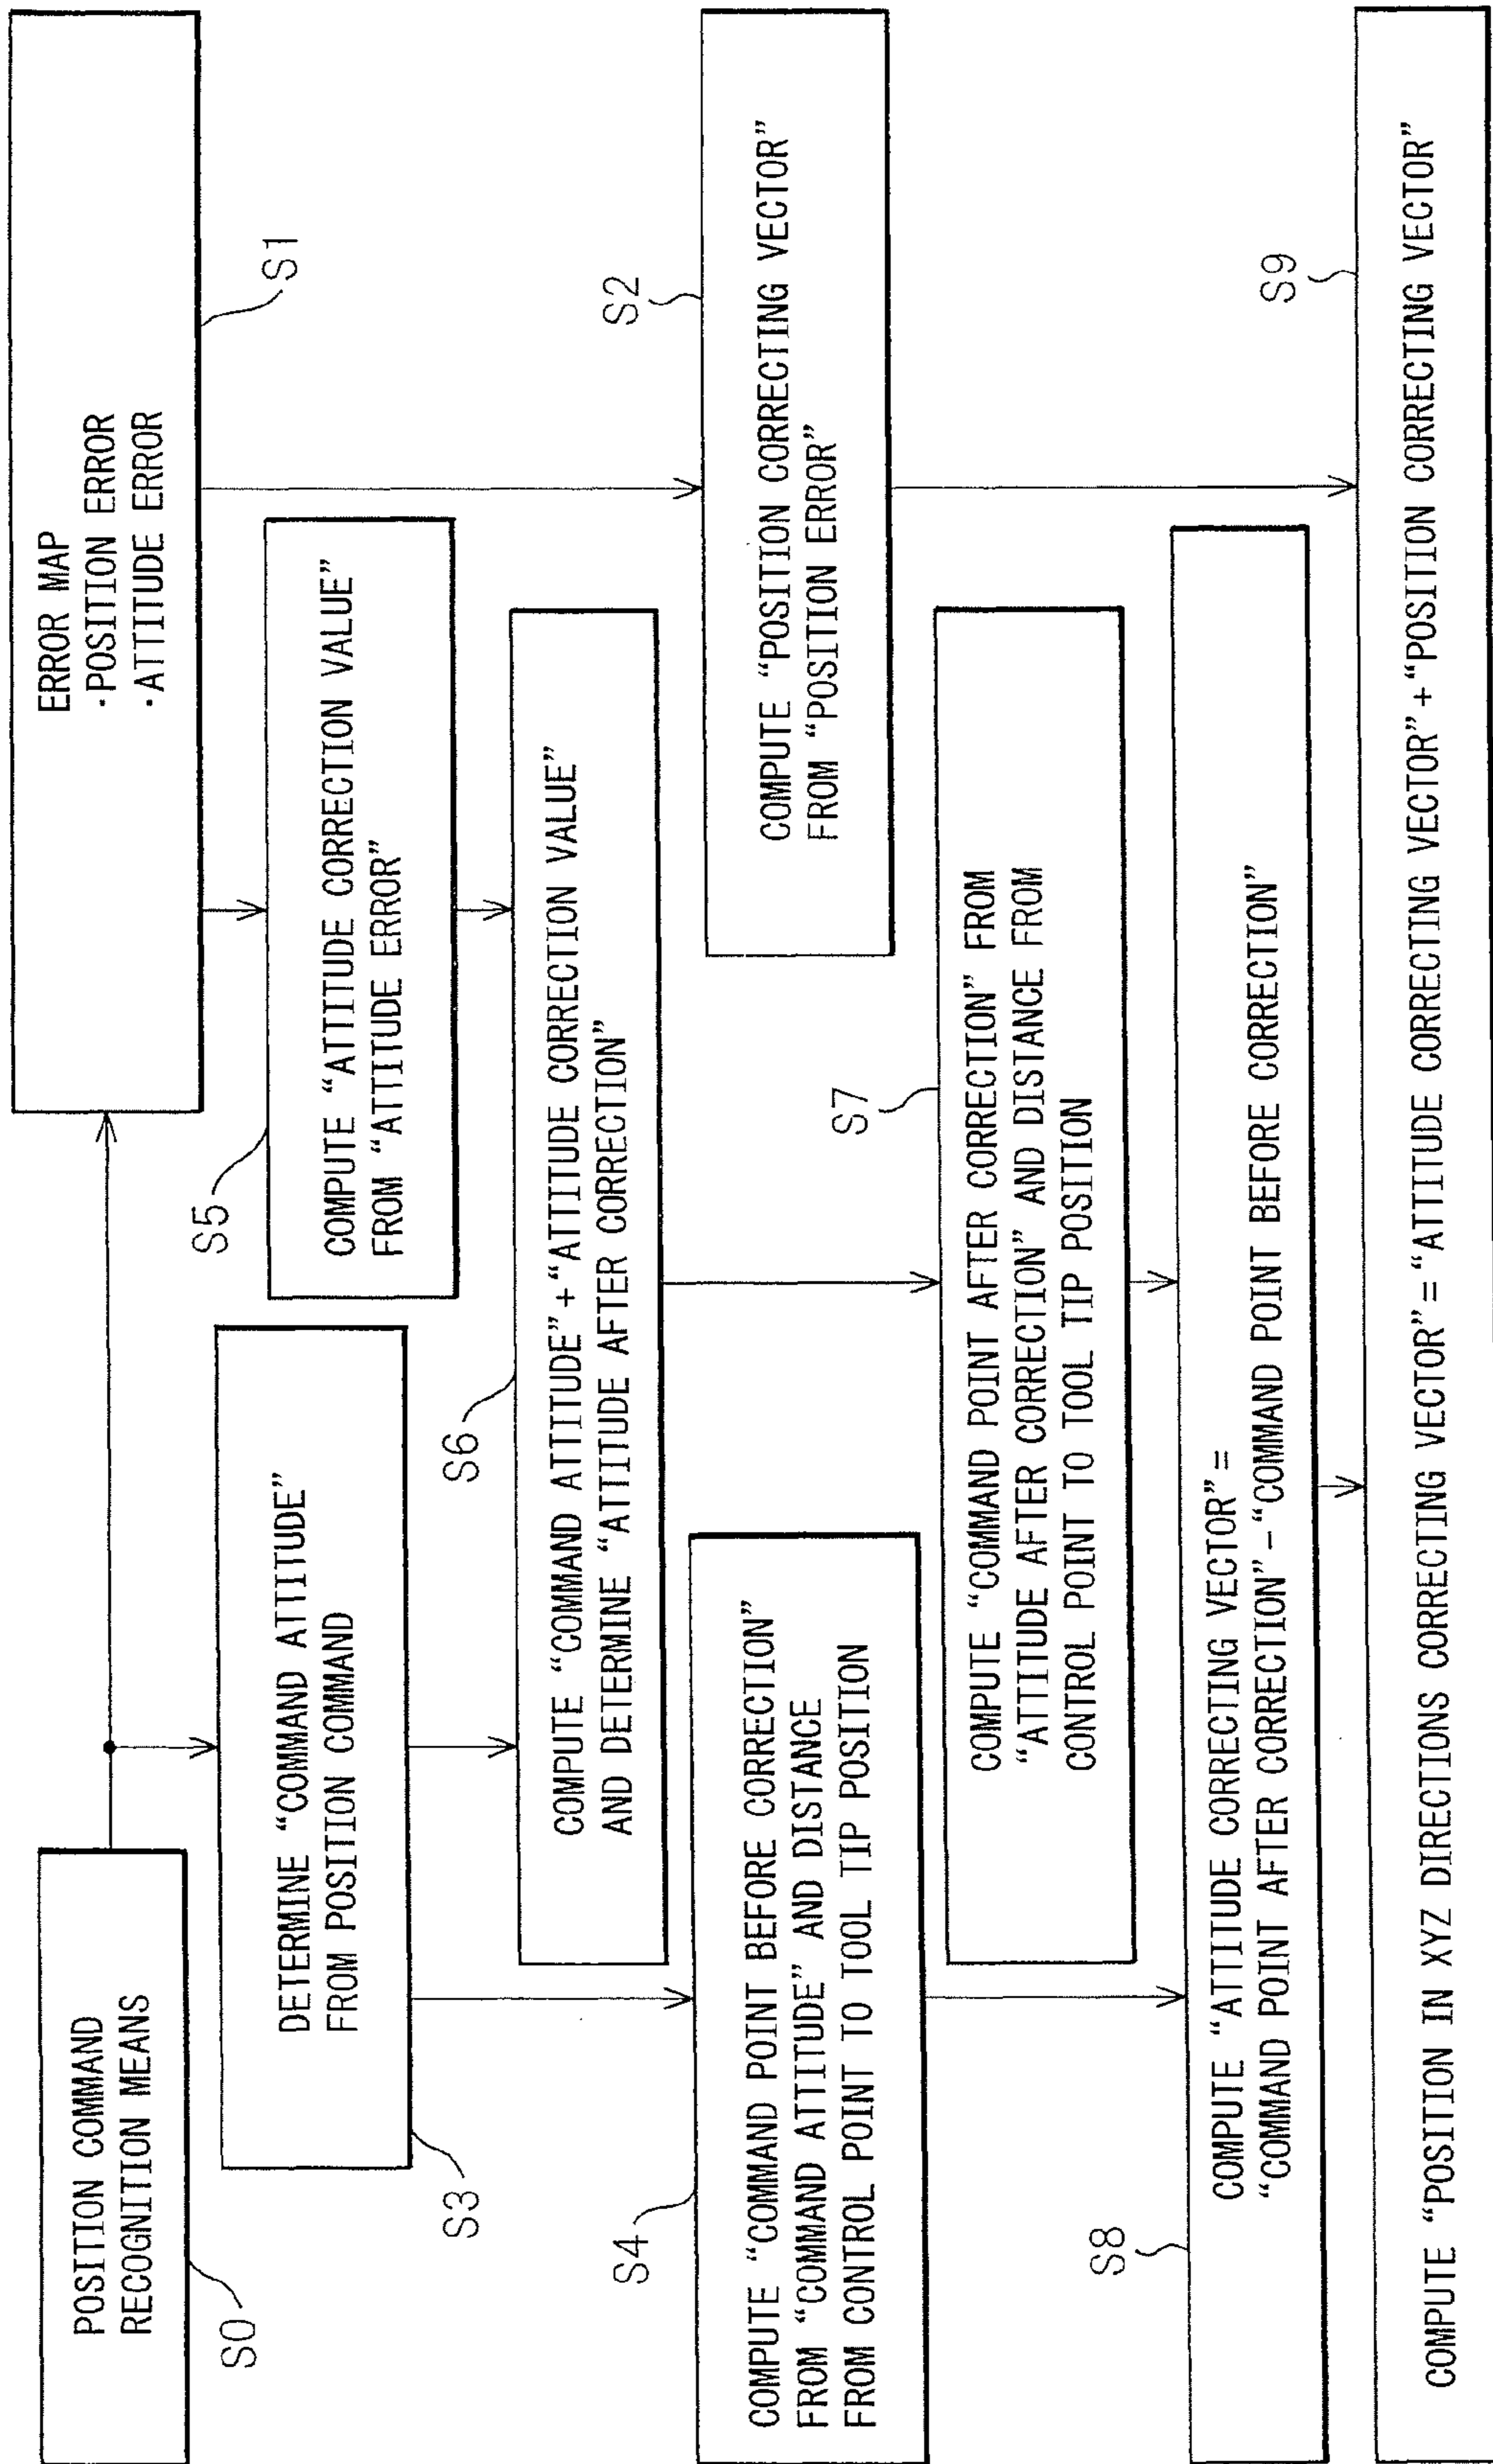 POSITION COMMAND
RECOGNITION MEANS
S0
ERROR MAP
·POSITION ERROR
·ATTITUDE ERROR
S1
DETERMINE “COMMAND ATTITUDE”
FROM POSITION COMMAND
S3
S5
COMPUTE “ATTITUDE CORRECTION VALUE”
FROM “ATTITUDE ERROR”
S6
COMPUTE “COMMAND ATTITUDE”+“ATTITUDE CORRECTION VALUE”
AND DETERMINE “ATTITUDE AFTER CORRECTION”
S4
COMPUTE “COMMAND POINT BEFORE CORRECTION”
FROM “COMMAND ATTITUDE” AND DISTANCE
FROM CONTROL POINT TO TOOL TIP POSITION
S2
COMPUTE “POSITION CORRECTING VECTOR”
FROM “POSITION ERROR”
S7
COMPUTE “COMMAND POINT AFTER CORRECTION” FROM
“ATTITUDE AFTER CORRECTION” AND DISTANCE FROM
CONTROL POINT TO TOOL TIP POSITION
S8
COMPUTE “ATTITUDE CORRECTING VECTOR”=
“COMMAND POINT AFTER CORRECTION”-“COMMAND POINT BEFORE CORRECTION”
S9
COMPUTE “POSITION IN XYZ DIRECTIONS CORRECTING VECTOR”=“ATTITUDE CORRECTING VECTOR”+“POSITION CORRECTING VECTOR”